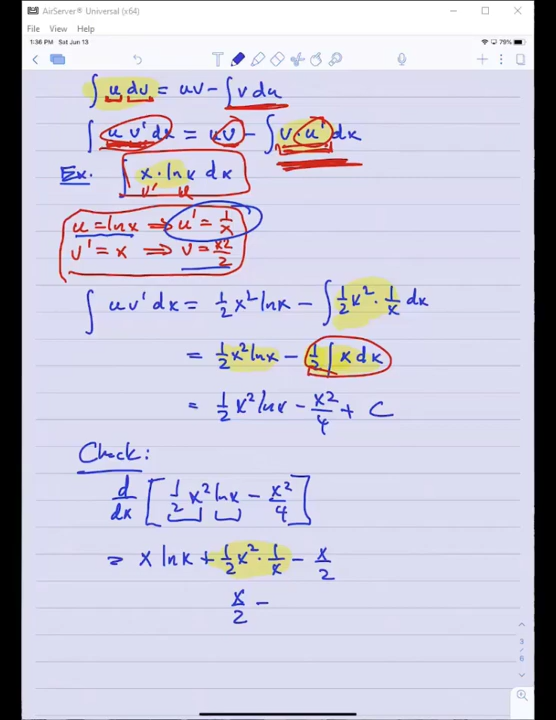 AirServer® Universal (x64)
File View Help
1:36 PM Sat Jun 13
79%
∫ u dv = uv - ∫ v du
∫ u v' dx = uv - ∫ v · u' dx
Ex. ∫ x · ln x dx
v' u
u = ln x ⟹ u' = 1/x
v' = x ⟹ v = x²/2
∫ u v' dx = 1/2 x² ln x - ∫ 1/2 x² · 1/x dx
= 1/2 x² ln x - 1/2 ∫ x dx
= 1/2 x² ln x - x²/4 + C
Check:
d/dx [ 1/2 x² ln x - x²/4 ]
= x ln x + 1/2 x² · 1/x - x/2
x/2 -
3
/
6